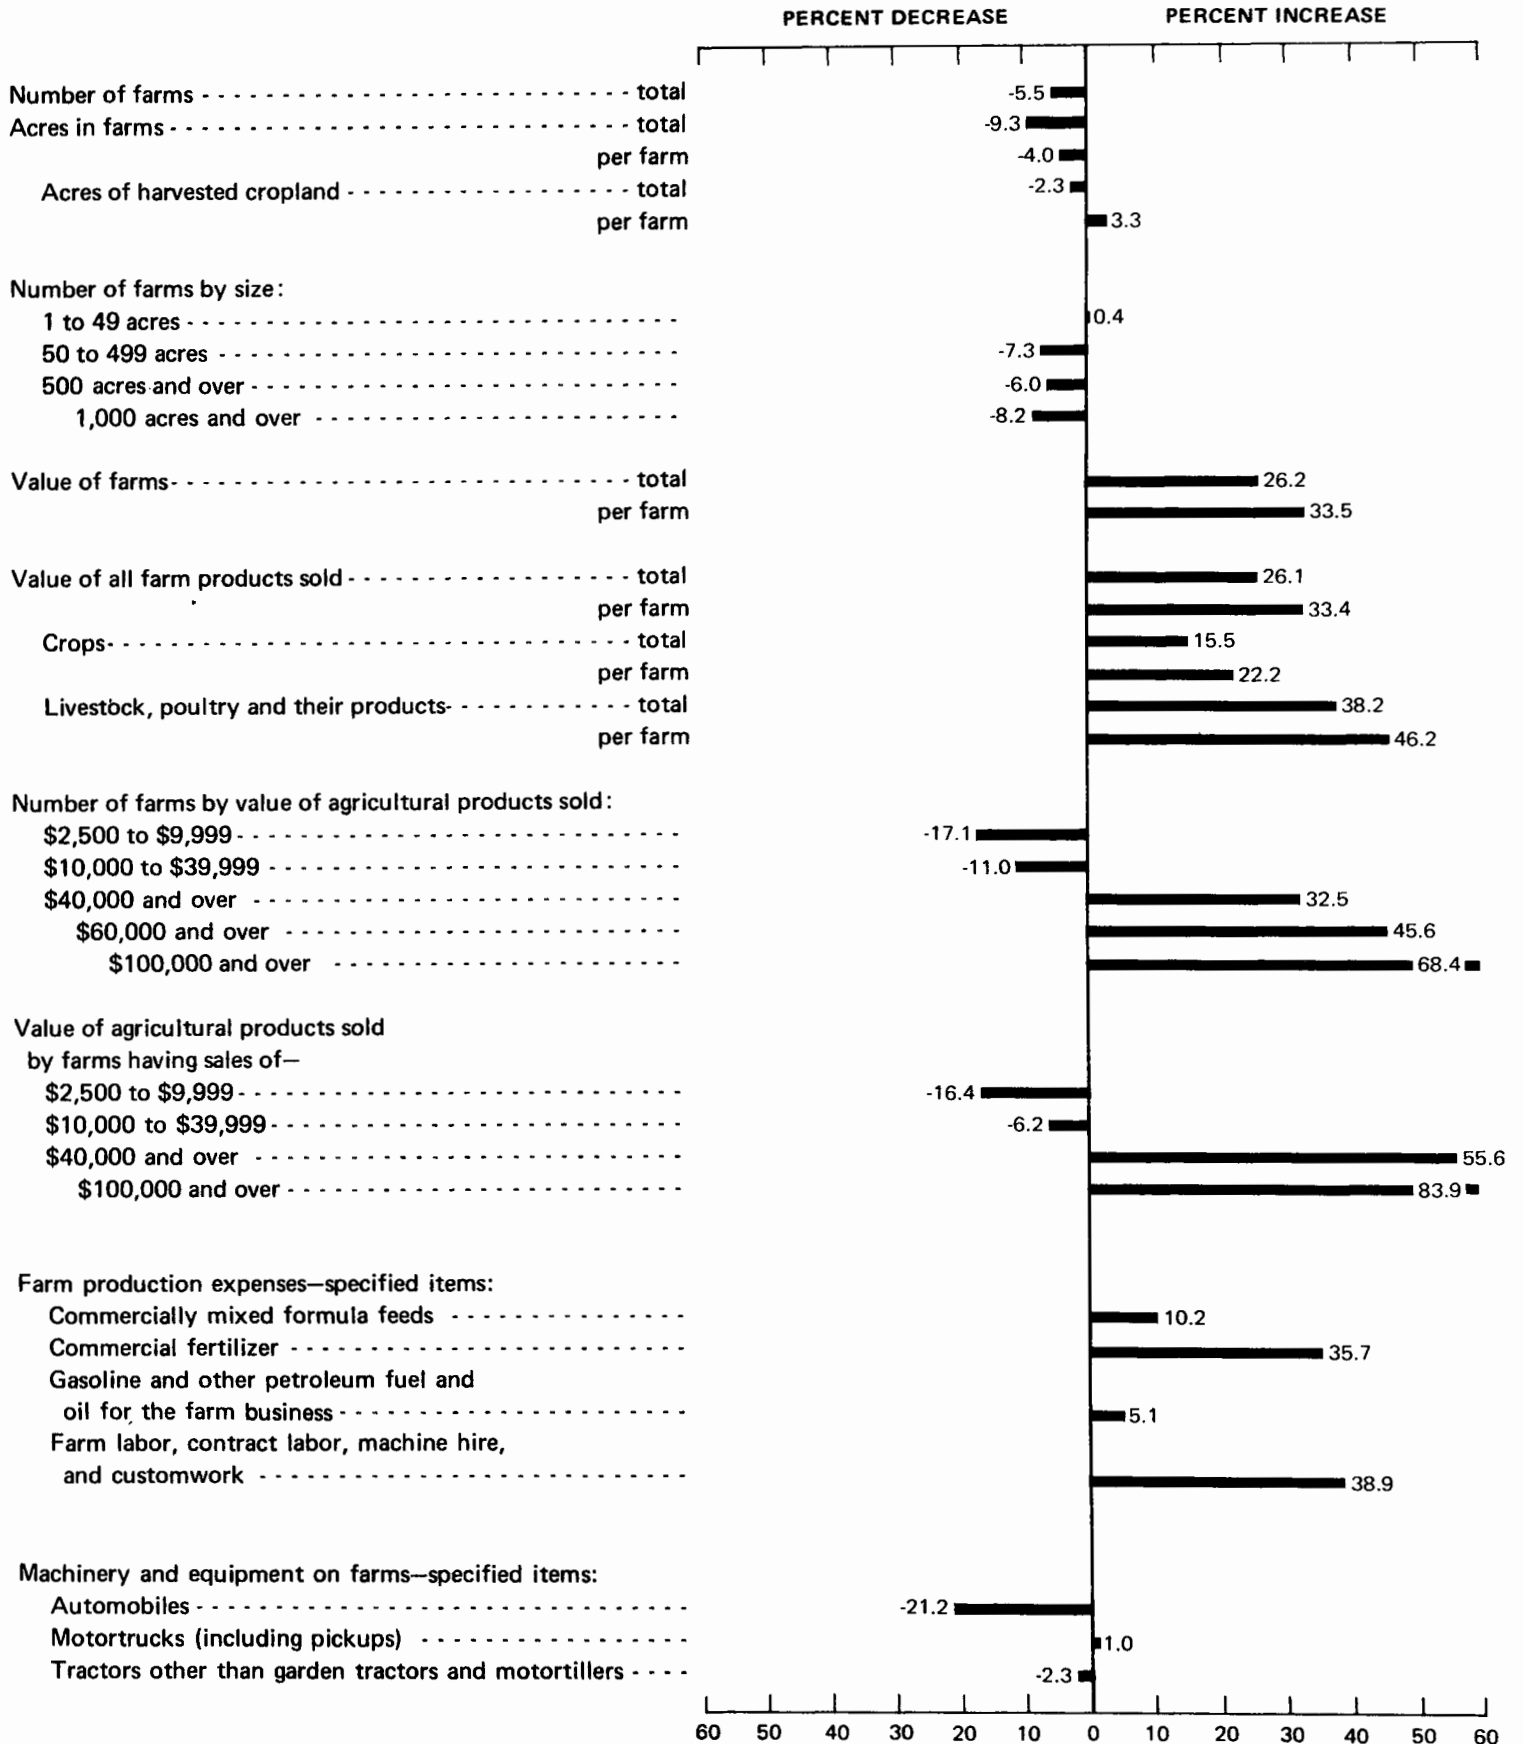 PERCENT DECREASE PERCENT INCREASE
Number of farms - - - - - - - - - - - - - - - - - - - - - - - - - - - total -5.5
Acres in farms - - - - - - - - - - - - - - - - - - - - - - - - - - - - - total -9.3
per farm -4.0
Acres of harvested cropland - - - - - - - - - - - - - - - - - - total -2.3
per farm 3.3
Number of farms by size:
1 to 49 acres - - - - - - - - - - - - - - - - - - - - - - - - - - - - - - - 0.4
50 to 499 acres - - - - - - - - - - - - - - - - - - - - - - - - - - - - - -7.3
500 acres and over - - - - - - - - - - - - - - - - - - - - - - - - - - - -6.0
1,000 acres and over - - - - - - - - - - - - - - - - - - - - - - - -8.2
Value of farms - - - - - - - - - - - - - - - - - - - - - - - - - - - - - total 26.2
per farm 33.5
Value of all farm products sold - - - - - - - - - - - - - - - - - - total 26.1
per farm 33.4
Crops - - - - - - - - - - - - - - - - - - - - - - - - - - - - - - - - - total 15.5
per farm 22.2
Livestock, poultry and their products - - - - - - - - - - - - total 38.2
per farm 46.2
Number of farms by value of agricultural products sold:
$2,500 to $9,999 - - - - - - - - - - - - - - - - - - - - - - - - - - - - -17.1
$10,000 to $39,999 - - - - - - - - - - - - - - - - - - - - - - - - - - -11.0
$40,000 and over - - - - - - - - - - - - - - - - - - - - - - - - - - - 32.5
$60,000 and over - - - - - - - - - - - - - - - - - - - - - - - - - 45.6
$100,000 and over - - - - - - - - - - - - - - - - - - - - - - 68.4
Value of agricultural products sold
by farms having sales of—
$2,500 to $9,999 - - - - - - - - - - - - - - - - - - - - - - - - - - - - -16.4
$10,000 to $39,999 - - - - - - - - - - - - - - - - - - - - - - - - - - -6.2
$40,000 and over - - - - - - - - - - - - - - - - - - - - - - - - - - - 55.6
$100,000 and over - - - - - - - - - - - - - - - - - - - - - - - - - 83.9
Farm production expenses—specified items:
Commercially mixed formula feeds - - - - - - - - - - - - - - - 10.2
Commercial fertilizer - - - - - - - - - - - - - - - - - - - - - - - - - 35.7
Gasoline and other petroleum fuel and
oil for the farm business - - - - - - - - - - - - - - - - - - - - - - 5.1
Farm labor, contract labor, machine hire,
and customwork - - - - - - - - - - - - - - - - - - - - - - - - - - - 38.9
Machinery and equipment on farms—specified items:
Automobiles - - - - - - - - - - - - - - - - - - - - - - - - - - - - - - - -21.2
Motortrucks (including pickups) - - - - - - - - - - - - - - - - - 1.0
Tractors other than garden tractors and motortillers - - - - -2.3
60 50 40 30 20 10 0 10 20 30 40 50 60